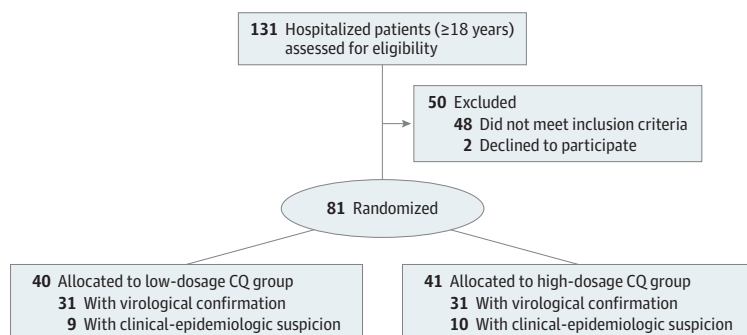 131 Hospitalized patients (≥18 years)
assessed for eligibility
50 Excluded
48 Did not meet inclusion criteria
2 Declined to participate
81 Randomized
40 Allocated to low-dosage CQ group
31 With virological confirmation
9 With clinical-epidemiologic suspicion
41 Allocated to high-dosage CQ group
31 With virological confirmation
10 With clinical-epidemiologic suspicion